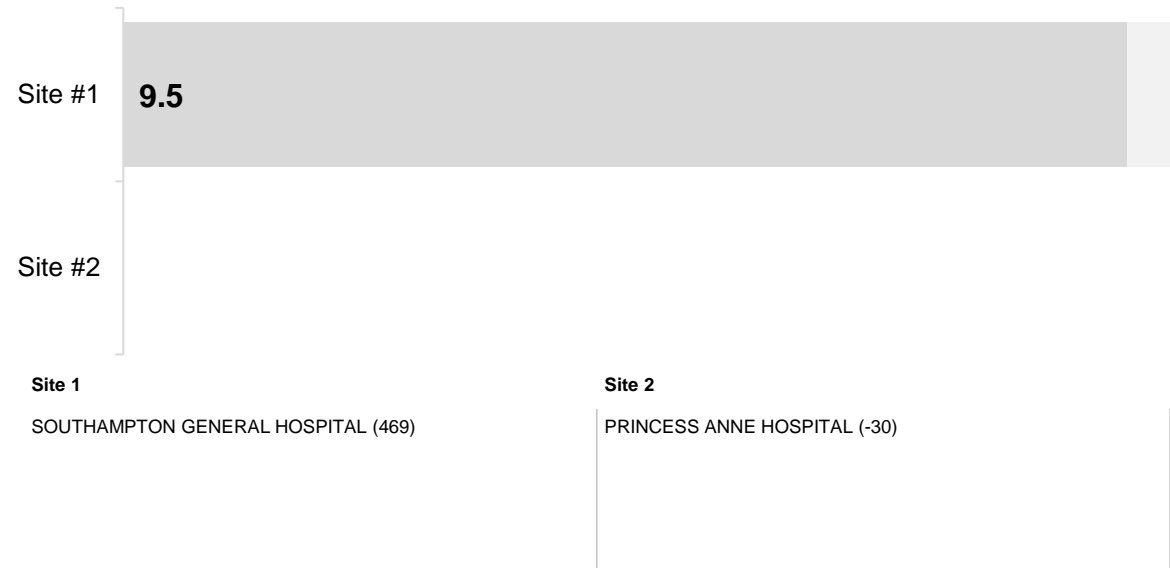 Site #1
9.5
Site #2
Site 1
Site 2
SOUTHAMPTON GENERAL HOSPITAL (469)
PRINCESS ANNE HOSPITAL (-30)